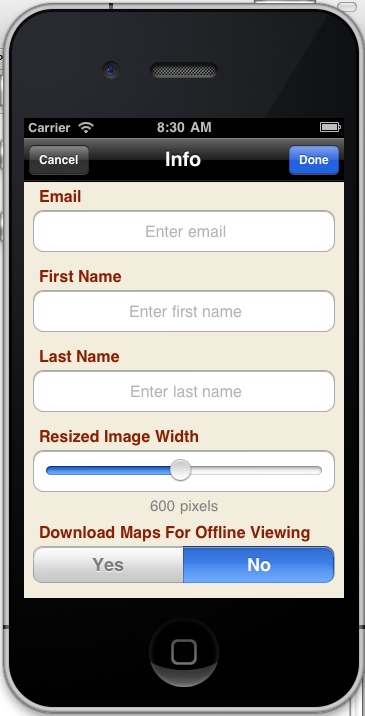 Carrier 8:30 AM
Cancel Info Done
Email
Enter email
First Name
Enter first name
Last Name
Enter last name
Resized Image Width
600 pixels
Download Maps For Offline Viewing
Yes No